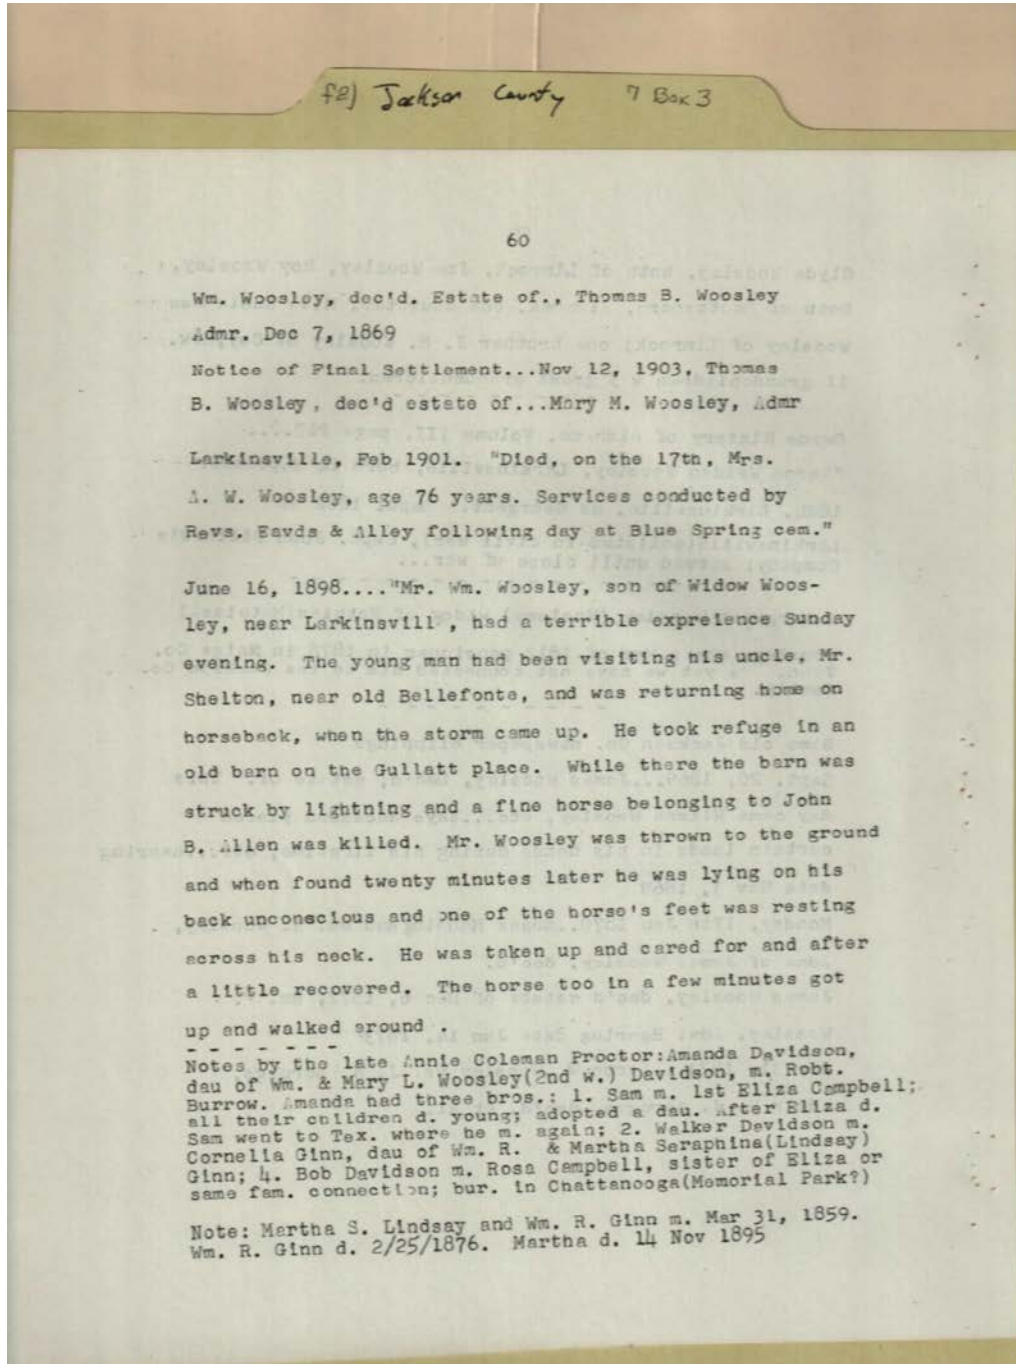 f2) Jackson County 7 Box 3
60
Wm. Woosley, dec'd. Estate of., Thomas B. Woosley
Admr. Dec 7, 1869
Notice of Final Settlement...Nov 12, 1903, Thomas
B. Woosley, dec'd estate of...Mary M. Woosley, Admr
Larkinsville, Feb 1901. "Died, on the 17th, Mrs.
A. W. Woosley, age 76 years. Services conducted by
Revs. Eavds & Alley following day at Blue Spring cem."
June 16, 1898...."Mr. Wm. Woosley, son of Widow Woos-
ley, near Larkinsvill , had a terrible expreience Sunday
evening. The young man had been visiting his uncle, Mr.
Shelton, near old Bellefonte, and was returning home on
horseback, when the storm came up. He took refuge in an
old barn on the Gullatt place. While there the barn was
struck by lightning and a fine horse belonging to John
B. Allen was killed. Mr. Woosley was thrown to the ground
and when found twenty minutes later he was lying on his
back unconscious and one of the horse's feet was resting
across his neck. He was taken up and cared for and after
a little recovered. The horse too in a few minutes got
up and walked around .
- - - - - - -
Notes by the late Annie Coleman Proctor:Amanda Davidson,
dau of Wm. & Mary L. Woosley(2nd w.) Davidson, m. Robt.
Burrow. Amanda had three bros.: 1. Sam m. 1st Eliza Campbell;
all their children d. young; adopted a dau. After Eliza d.
Sam went to Tex. where he m. again; 2. Walker Davidson m.
Cornelia Ginn, dau of Wm. R. & Martha Seraphina(Lindsay)
Ginn; 4. Bob Davidson m. Rosa Campbell, sister of Eliza or
same fam. connection; bur. in Chattanooga(Memorial Park?)
Note: Martha S. Lindsay and Wm. R. Ginn m. Mar 31, 1859.
Wm. R. Ginn d. 2/25/1876. Martha d. 14 Nov 1895